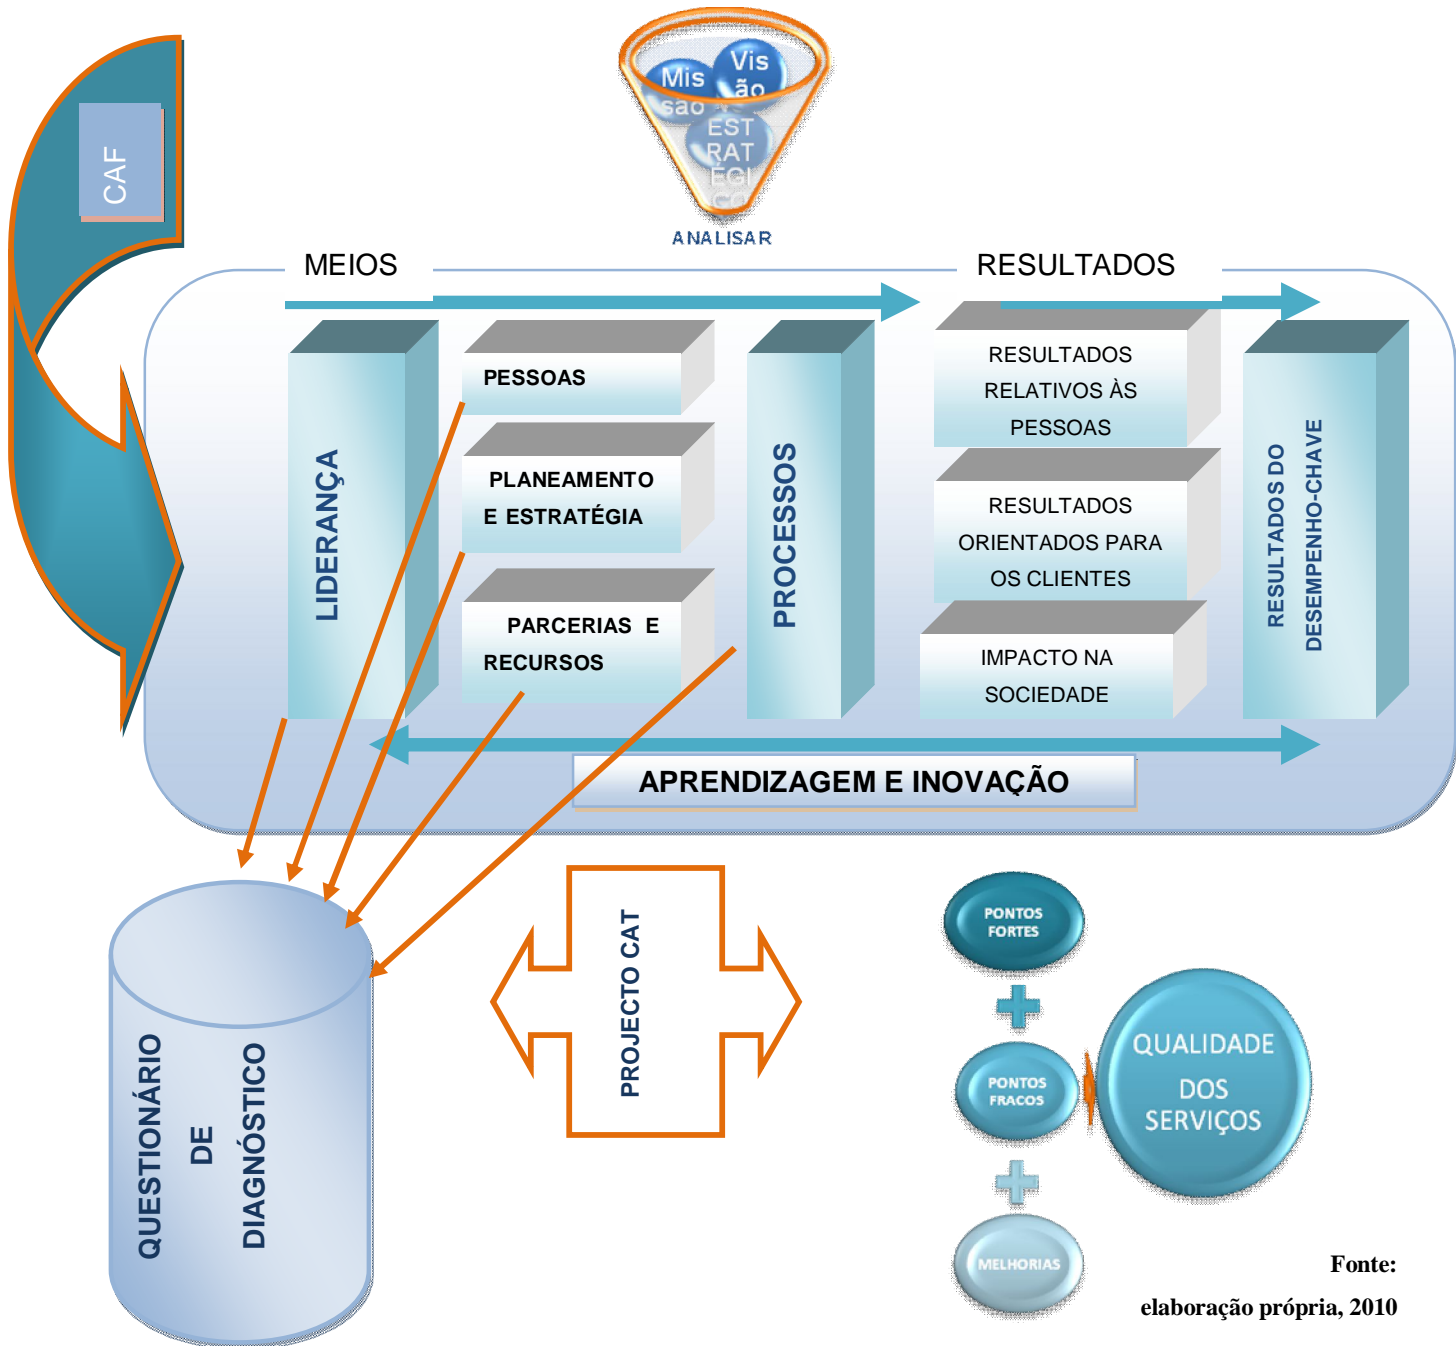 Vis
ão
Mis
são
EST
RAT
ÉGI
ANALISAR
CAF
MEIOS
RESULTADOS
LIDERANÇA
PESSOAS
PLANEAMENTO
E ESTRATÉGIA
PARCERIAS E
RECURSOS
PROCESSOS
RESULTADOS
RELATIVOS ÀS
PESSOAS
RESULTADOS
ORIENTADOS PARA
OS CLIENTES
IMPACTO NA
SOCIEDADE
RESULTADOS DO
DESEMPENHO-CHAVE
APRENDIZAGEM E INOVAÇÃO
QUESTIONÁRIO
DE
DIAGNÓSTICO
PROJECTO CAT
PONTOS
FORTES
PONTOS
FRACOS
MELHORIAS
QUALIDADE
DOS
SERVIÇOS
Fonte:
elaboração própria, 2010